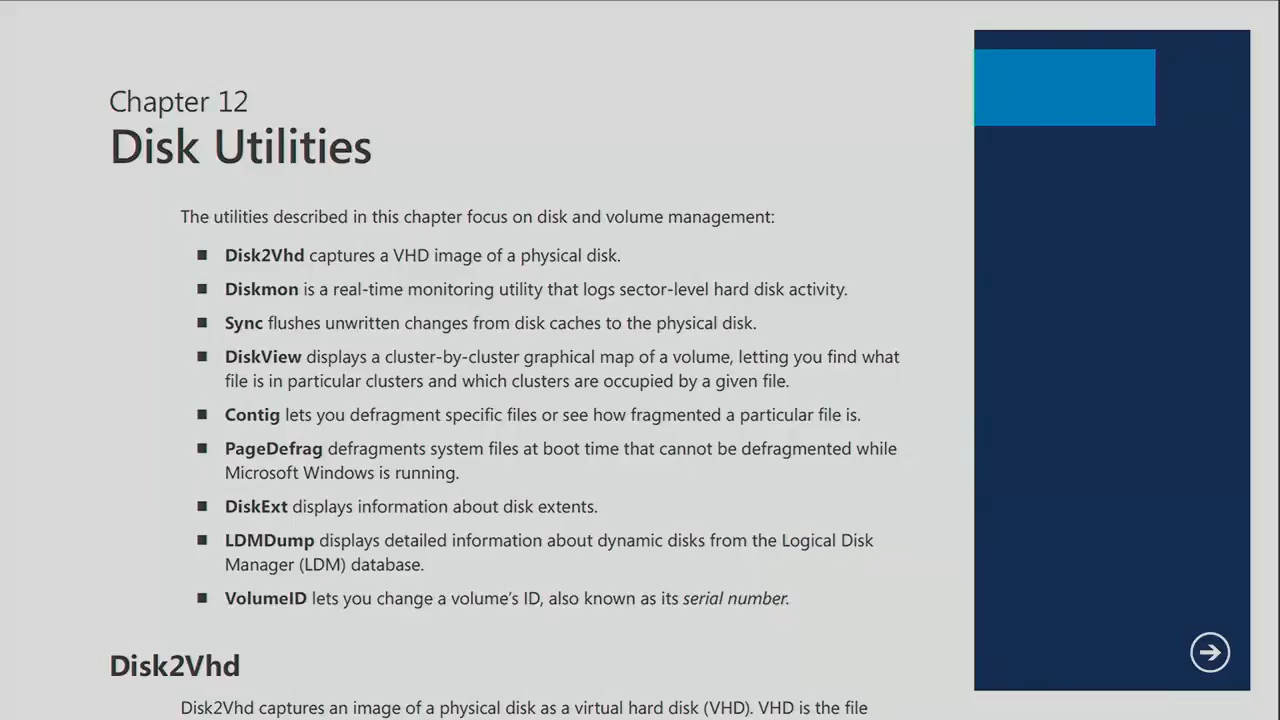 Chapter 12
Disk Utilities
The utilities described in this chapter focus on disk and volume management:
■ Disk2Vhd captures a VHD image of a physical disk.
■ Diskmon is a real-time monitoring utility that logs sector-level hard disk activity.
■ Sync flushes unwritten changes from disk caches to the physical disk.
■ DiskView displays a cluster-by-cluster graphical map of a volume, letting you find what
file is in particular clusters and which clusters are occupied by a given file.
■ Contig lets you defragment specific files or see how fragmented a particular file is.
■ PageDefrag defragments system files at boot time that cannot be defragmented while
Microsoft Windows is running.
■ DiskExt displays information about disk extents.
■ LDMDump displays detailed information about dynamic disks from the Logical Disk
Manager (LDM) database.
■ VolumeID lets you change a volume’s ID, also known as its serial number.
Disk2Vhd
Disk2Vhd captures an image of a physical disk as a virtual hard disk (VHD). VHD is the file